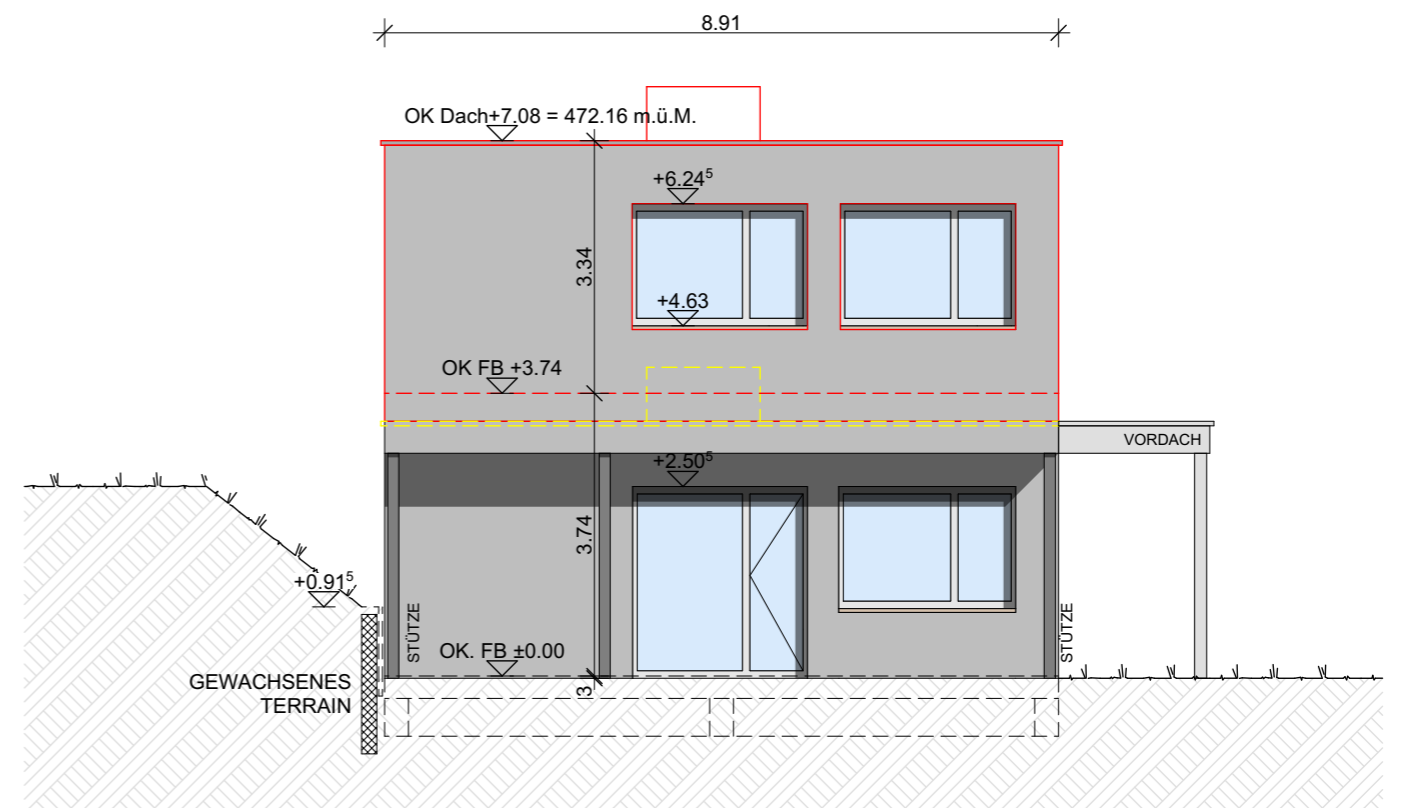 8.91
OK Dach+7.08 = 472.16 m.ü.M.
+6.24⁵
3.34
+4.63
OK FB +3.74
VORDACH
+2.50⁵
3.74
+0.91⁵
STÜTZE
STÜTZE
OK. FB ±0.00
3
GEWACHSENES
TERRAIN